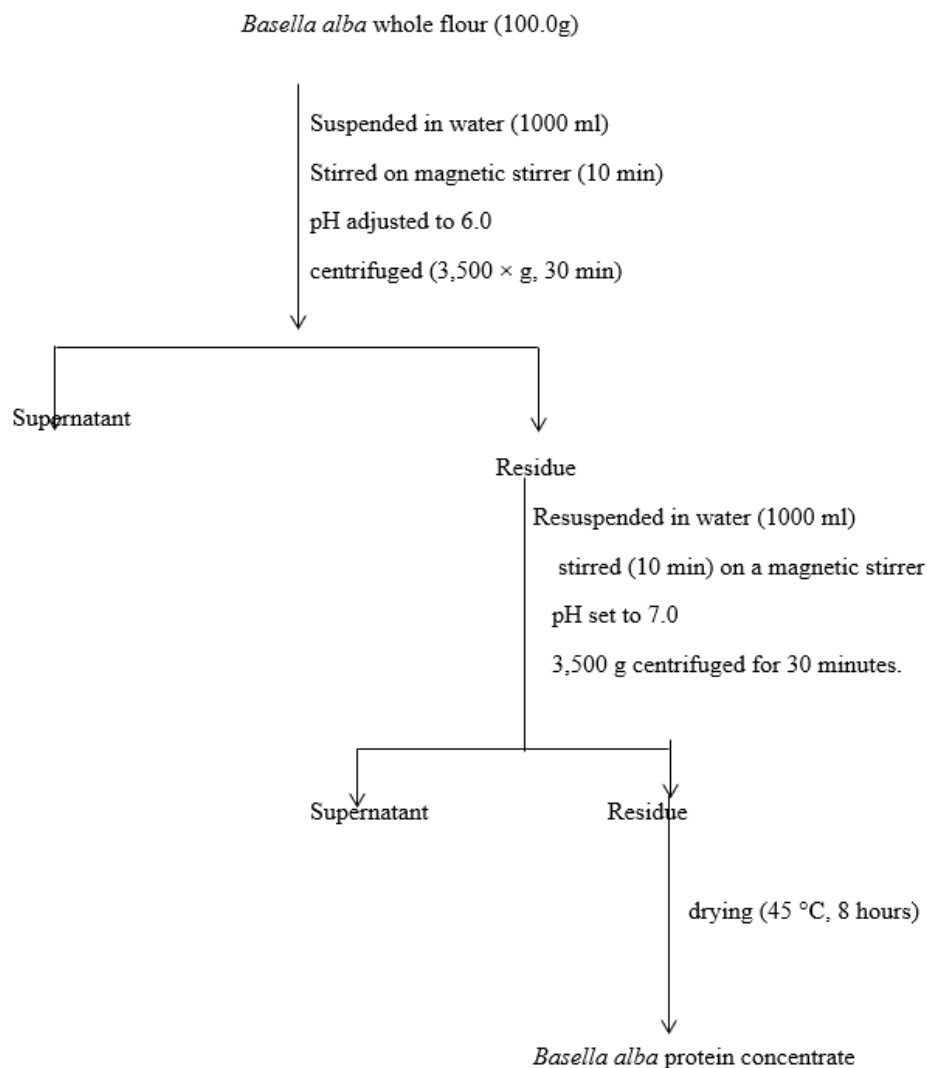 Basella alba whole flour (100.0g)
Suspended in water (1000 ml)
Stirred on magnetic stirrer (10 min)
pH adjusted to 6.0
centrifuged (3,500 × g, 30 min)
Supernatant
Residue
Resuspended in water (1000 ml)
stirred (10 min) on a magnetic stirrer
pH set to 7.0
3,500 g centrifuged for 30 minutes.
Supernatant
Residue
drying (45 °C, 8 hours)
Basella alba protein concentrate